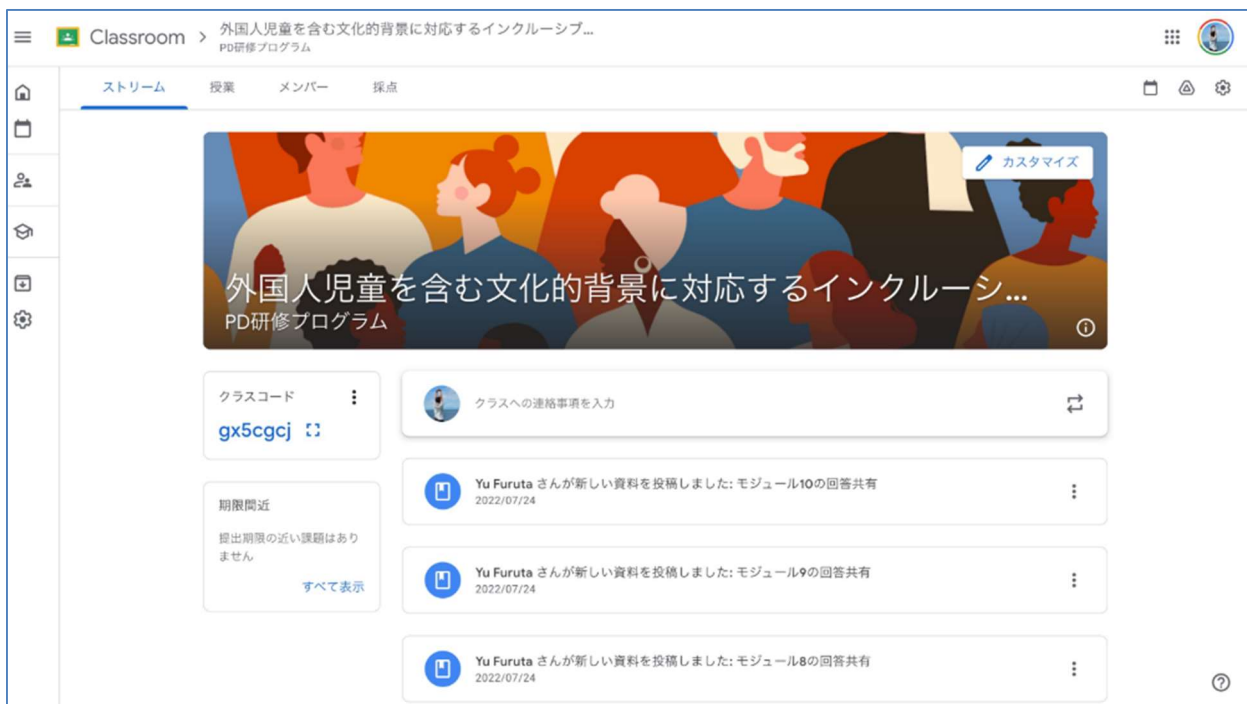 Classroom
外国人児童を含む文化的背景に対応するインクルーシブ...
PD研修プログラム
ストリーム
授業
メンバー
採点
カスタマイズ
外国人児童を含む文化的背景に対応するインクルーシ...
PD研修プログラム
クラスコード
gx5cgcj
期限間近
提出期限の近い課題はあり
ません
すべて表示
クラスへの連絡事項を入力
Yu Furuta さんが新しい資料を投稿しました: モジュール10の回答共有
2022/07/24
Yu Furuta さんが新しい資料を投稿しました: モジュール9の回答共有
2022/07/24
Yu Furuta さんが新しい資料を投稿しました: モジュール8の回答共有
2022/07/24